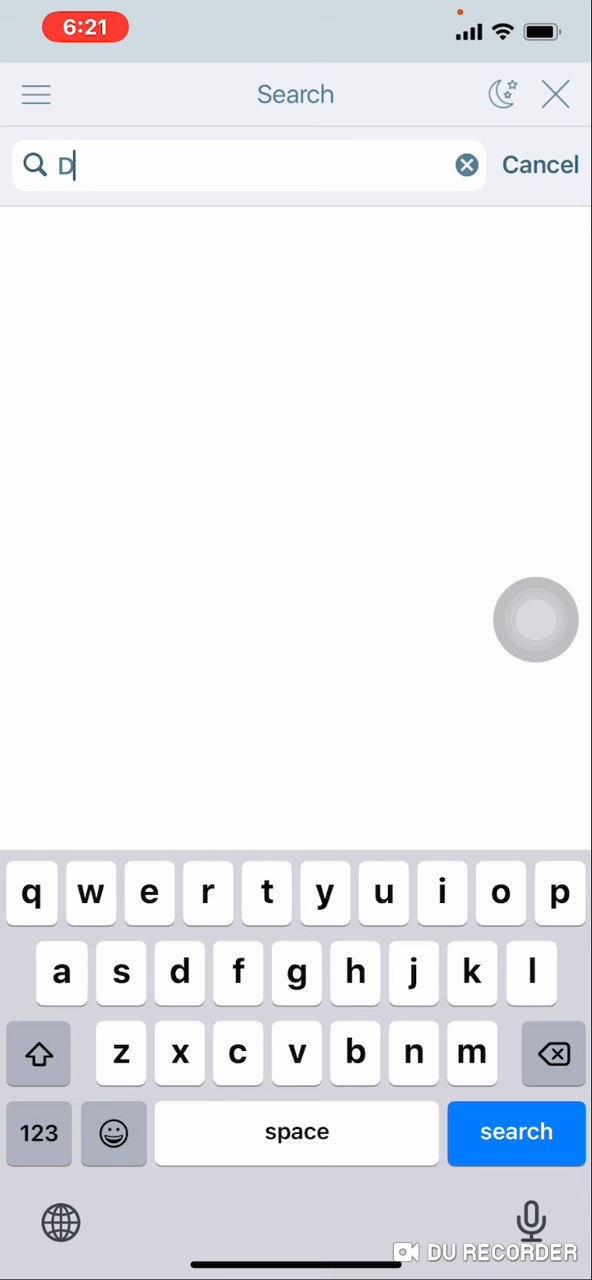 6:21
Search
D
Cancel
q w e r t y u i o p
a s d f g h j k l
z x c v b n m
123 space search
DU RECORDER